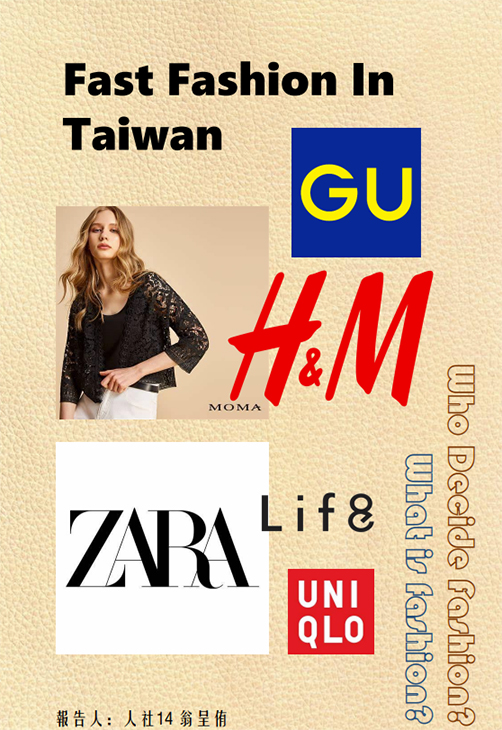 Fast Fashion In
Taiwan
GU
H&M
MOMA
ZARA
Life8
UNI
QLO
Who Decide Fashion?
What is Fashion?
報告人：人社14 翁呈侑